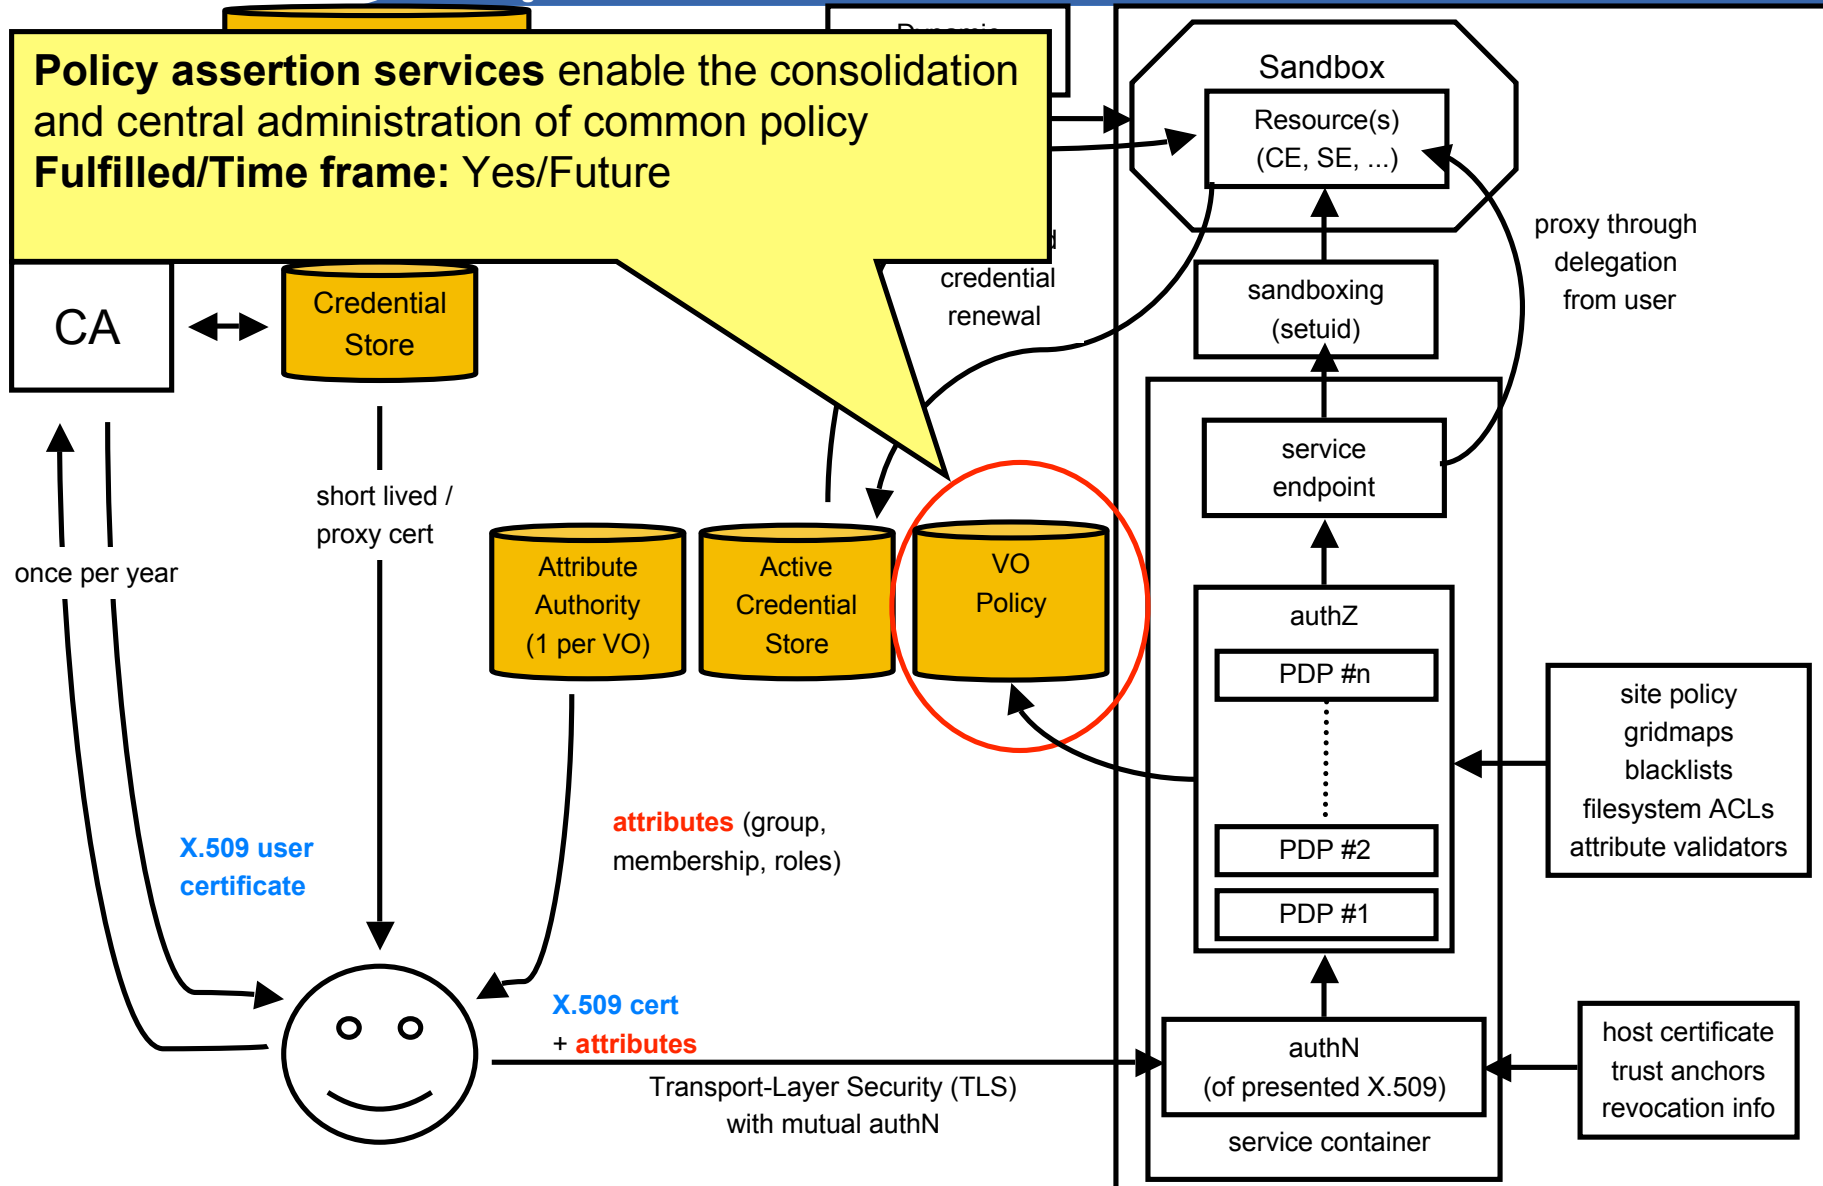 Policy assertion services enable the consolidation
and central administration of common policy
Fulfilled/Time frame: Yes/Future
Sandbox
Resource(s)
(CE, SE, ...)
proxy through
delegation
from user
credential
renewal
sandboxing
(setuid)
CA
Credential
Store
service
endpoint
short lived /
proxy cert
once per year
Attribute
Authority
(1 per VO)
Active
Credential
Store
VO
Policy
authZ
PDP #n
PDP #2
PDP #1
site policy
gridmaps
blacklists
filesystem ACLs
attribute validators
attributes (group,
membership, roles)
X.509 user
certificate
X.509 cert
+ attributes
Transport-Layer Security (TLS)
with mutual authN
authN
(of presented X.509)
service container
host certificate
trust anchors
revocation info